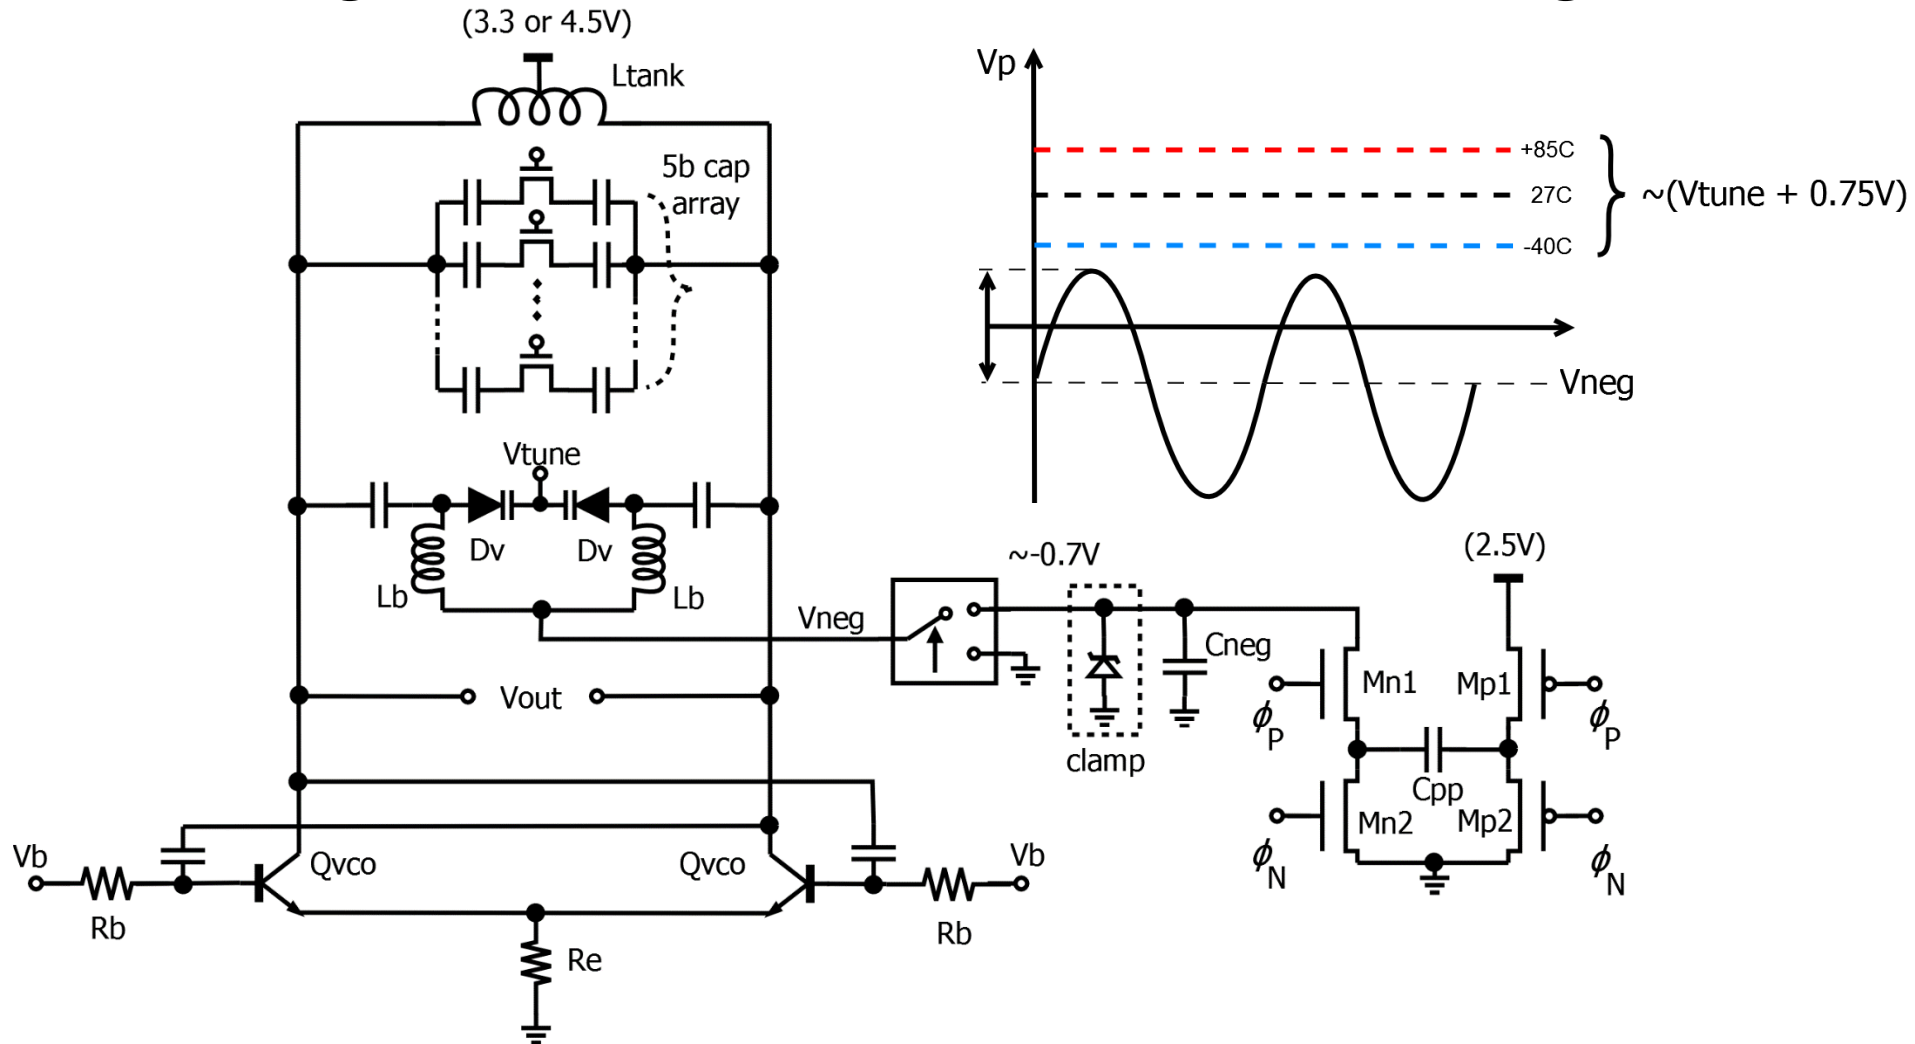 (3.3 or 4.5V)
Ltank
5b cap
array
Vtune
Dv
Dv
Lb
Lb
Vneg
Vout
Vb
Rb
Qvco
Qvco
Vb
Rb
Re
Vp
+85C
27C
-40C
~(Vtune + 0.75V)
Vneg
~-0.7V
clamp
Cneg
(2.5V)
Mn1
Mp1
ϕP
ϕP
Cpp
Mn2
Mp2
ϕN
ϕN